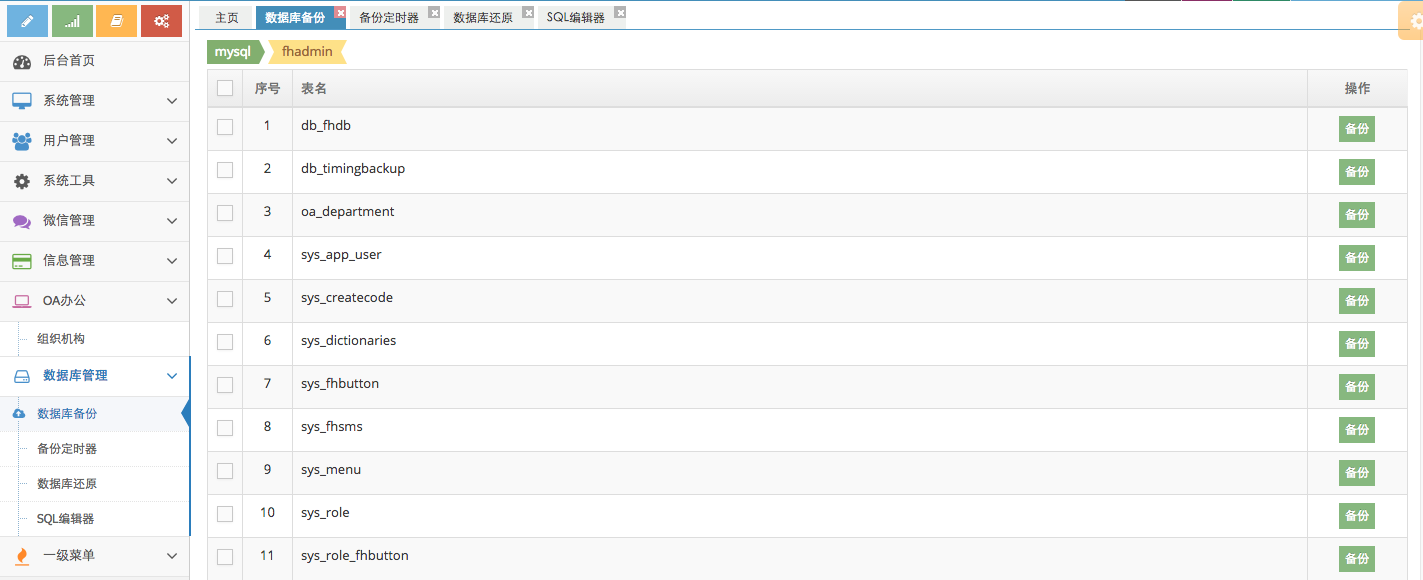 主页 数据库备份 备份定时器 数据库还原 SQL编辑器
mysql fhadmin
后台首页
系统管理
用户管理
系统工具
微信管理
信息管理
OA办公
组织机构
数据库管理
数据库备份
备份定时器
数据库还原
SQL编辑器
一级菜单
序号 表名 操作
1 db_fhdb 备份
2 db_timingbackup 备份
3 oa_department 备份
4 sys_app_user 备份
5 sys_createcode 备份
6 sys_dictionaries 备份
7 sys_fhbutton 备份
8 sys_fhsms 备份
9 sys_menu 备份
10 sys_role 备份
11 sys_role_fhbutton 备份